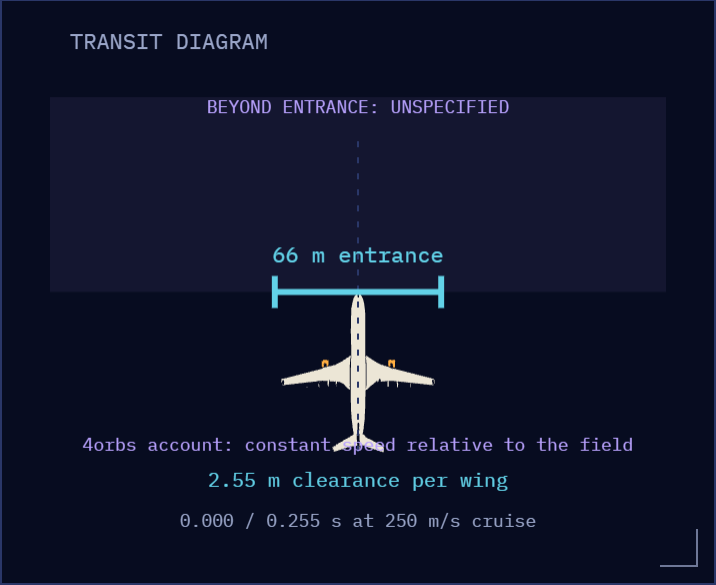 TRANSIT DIAGRAM
BEYOND ENTRANCE: UNSPECIFIED
66 m entrance
4orbs account: constant speed relative to the field
2.55 m clearance per wing
0.000 / 0.255 s at 250 m/s cruise